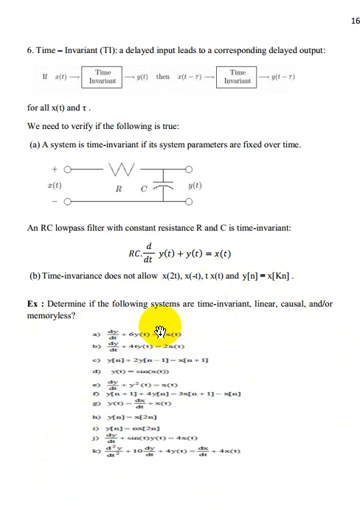 16
6. Time – Invariant (TI): a delayed input leads to a corresponding delayed output:
If x(t) → Time Invariant → y(t) then x(t − τ) → Time Invariant → y(t − τ)
for all x(t) and τ .
We need to verify if the following is true:
(a) A system is time-invariant if its system parameters are fixed over time.
+
x(t) R C y(t)
−
An RC lowpass filter with constant resistance R and C is time-invariant:
RC. d/dt y(t) + y(t) = x(t)
(b) Time-invariance does not allow x(2t), x(-t), t x(t) and y[n] = x[Kn] .
Ex : Determine if the following systems are time-invariant, linear, causal, and/or
memoryless?
a) dy/dt + 6y(t) x(t)
b) dy/dt + 4ty(t) = 2x(t)
c) y[n] + 2y[n − 1] = x[n + 1]
d) y(t) = sin(x(t))
e) dy/dt + y²(t) = x(t)
f) y[n + 1] + 4y[n] = 3x[n + 1] − x[n]
g) y(t) = dx/dt + x(t)
h) y[n] = x[2n]
i) y[n] = nx[2n]
j) dy/dt + sin(t)y(t) = 4x(t)
k) d²y/dt² + 10 dy/dt + 4y(t) = dx/dt + 4x(t)